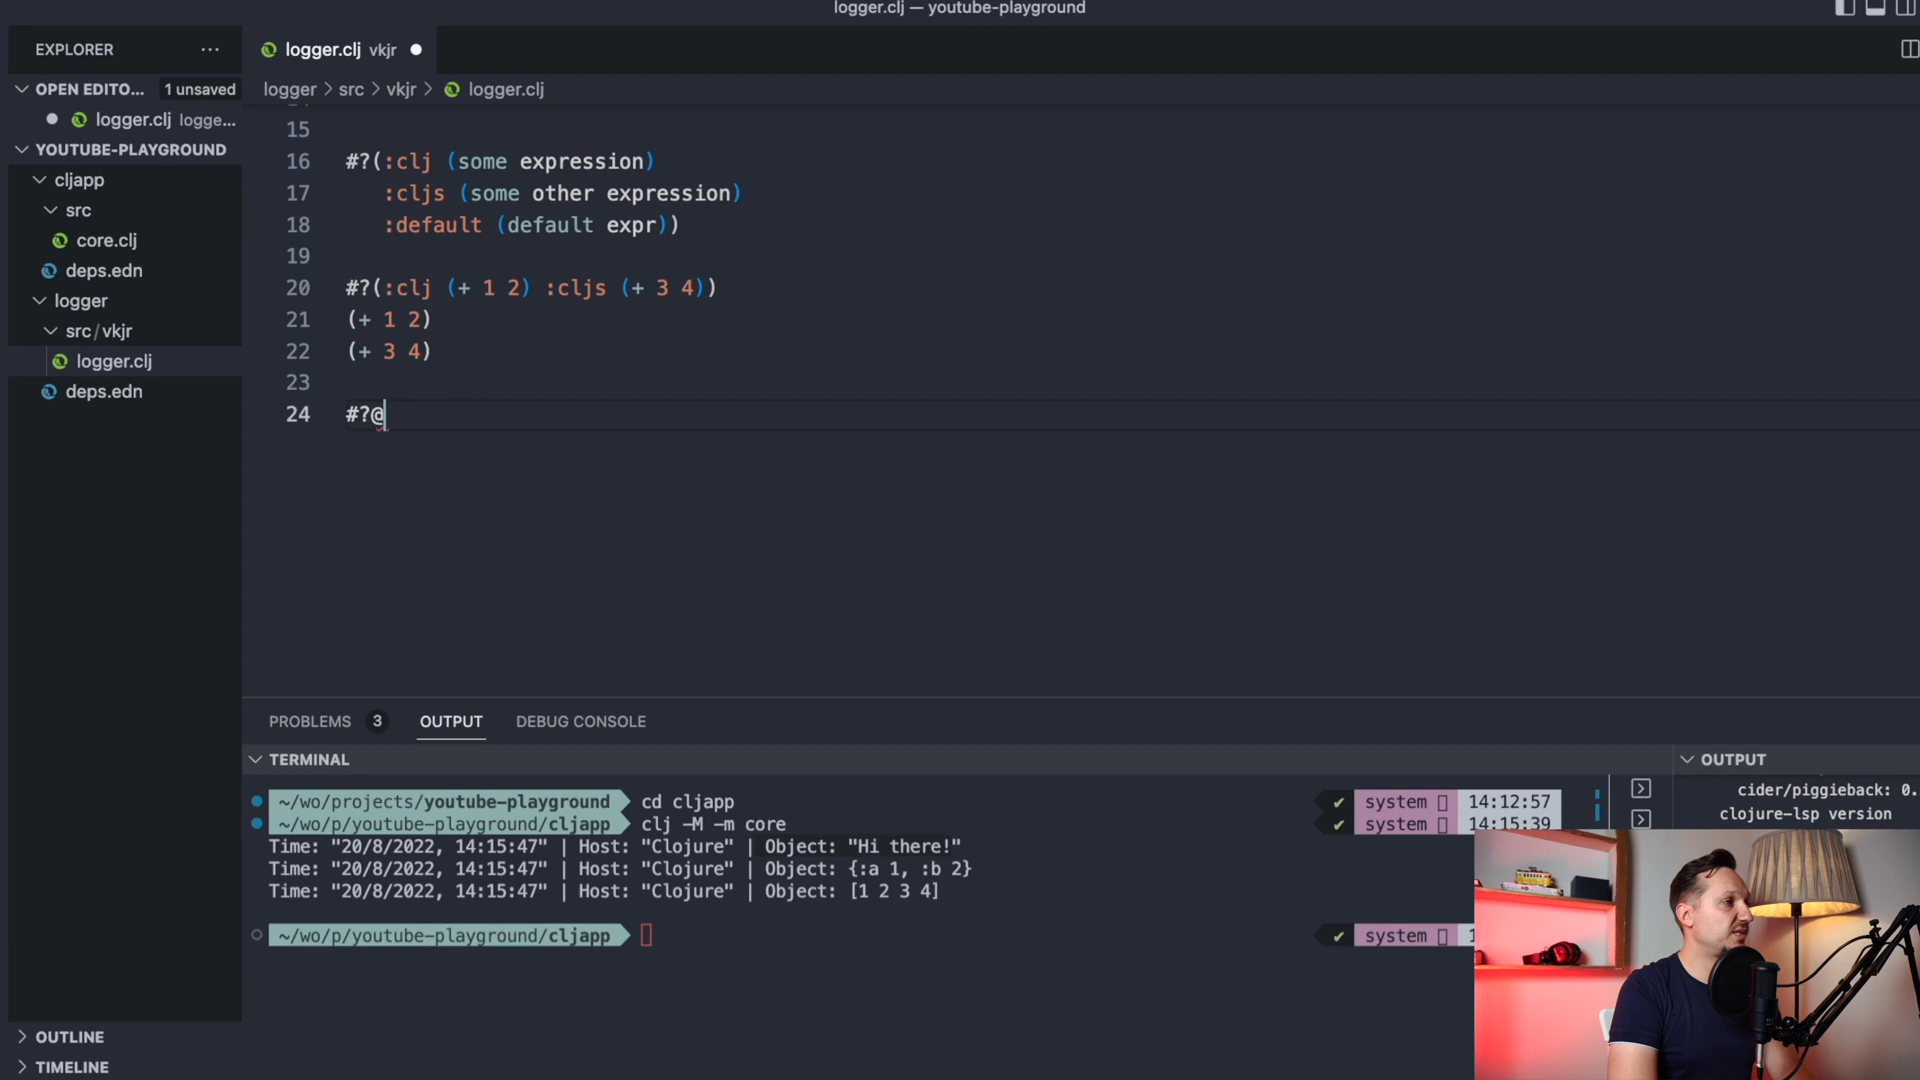 logger.clj — youtube-playground
EXPLORER ···
logger.clj vkjr
OPEN EDITO... 1 unsaved
logger > src > vkjr > logger.clj
logger.clj logge...
YOUTUBE-PLAYGROUND
cljapp
src
core.clj
deps.edn
logger
src/vkjr
logger.clj
deps.edn
15
16 #?(:clj (some expression)
17 :cljs (some other expression)
18 :default (default expr))
19
20 #?(:clj (+ 1 2) :cljs (+ 3 4))
21 (+ 1 2)
22 (+ 3 4)
23
24 #?@
PROBLEMS 3 OUTPUT DEBUG CONSOLE
TERMINAL
~/wo/projects/youtube-playground cd cljapp ✔ system 14:12:57
~/wo/p/youtube-playground/cljapp clj -M -m core ✔ system 14:15:39
Time: "20/8/2022, 14:15:47" | Host: "Clojure" | Object: "Hi there!"
Time: "20/8/2022, 14:15:47" | Host: "Clojure" | Object: {:a 1, :b 2}
Time: "20/8/2022, 14:15:47" | Host: "Clojure" | Object: [1 2 3 4]
~/wo/p/youtube-playground/cljapp ✔ system 1
OUTPUT
cider/piggieback: 0.
clojure-lsp version
OUTLINE
TIMELINE